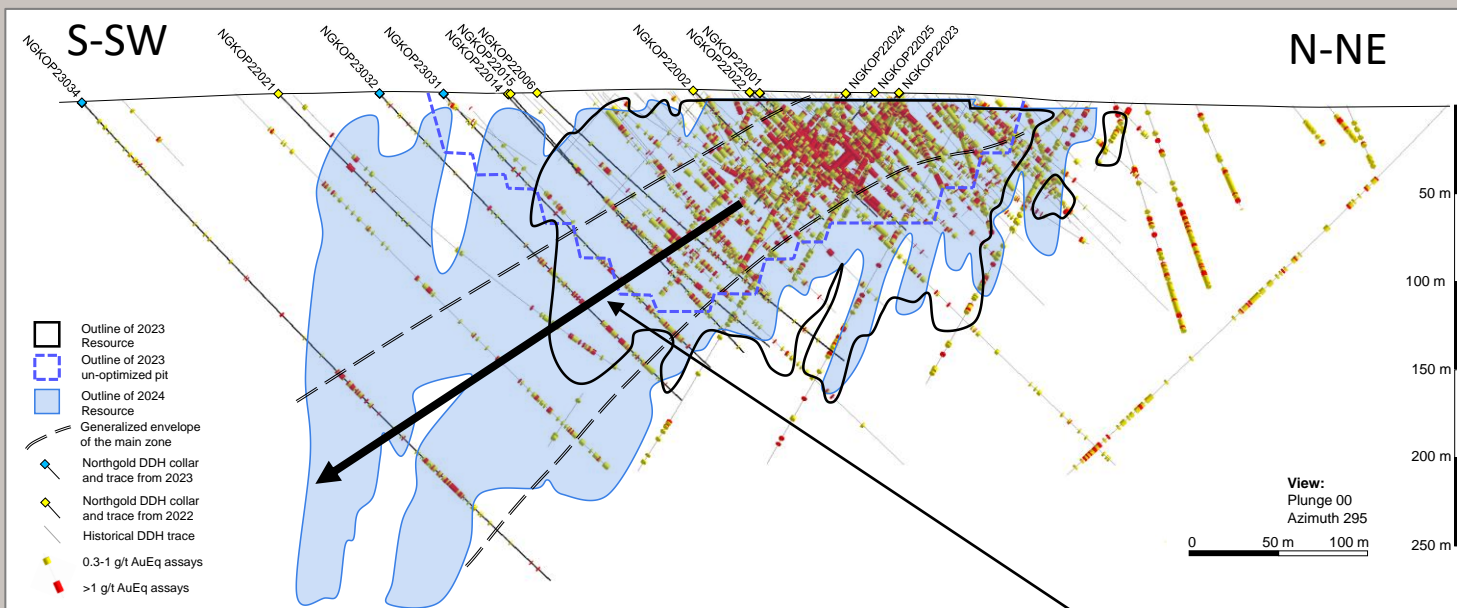 S-SW
N-NE
NGKOP23034
NGKOP22021
NGKOP23032
NGKOP23031
NGKOP22014
NGKOP22015
NGKOP22006
NGKOP22002
NGKOP22022
NGKOP22001
NGKOP22024
NGKOP22025
NGKOP22023
50 m
100 m
150 m
200 m
250 m
Outline of 2023
Resource
Outline of 2023
un-optimized pit
Outline of 2024
Resource
Generalized envelope
of the main zone
Northgold DDH collar
and trace from 2023
Northgold DDH collar
and trace from 2022
Historical DDH trace
0.3-1 g/t AuEq assays
>1 g/t AuEq assays
View:
Plunge 00
Azimuth 295
0 50 m 100 m